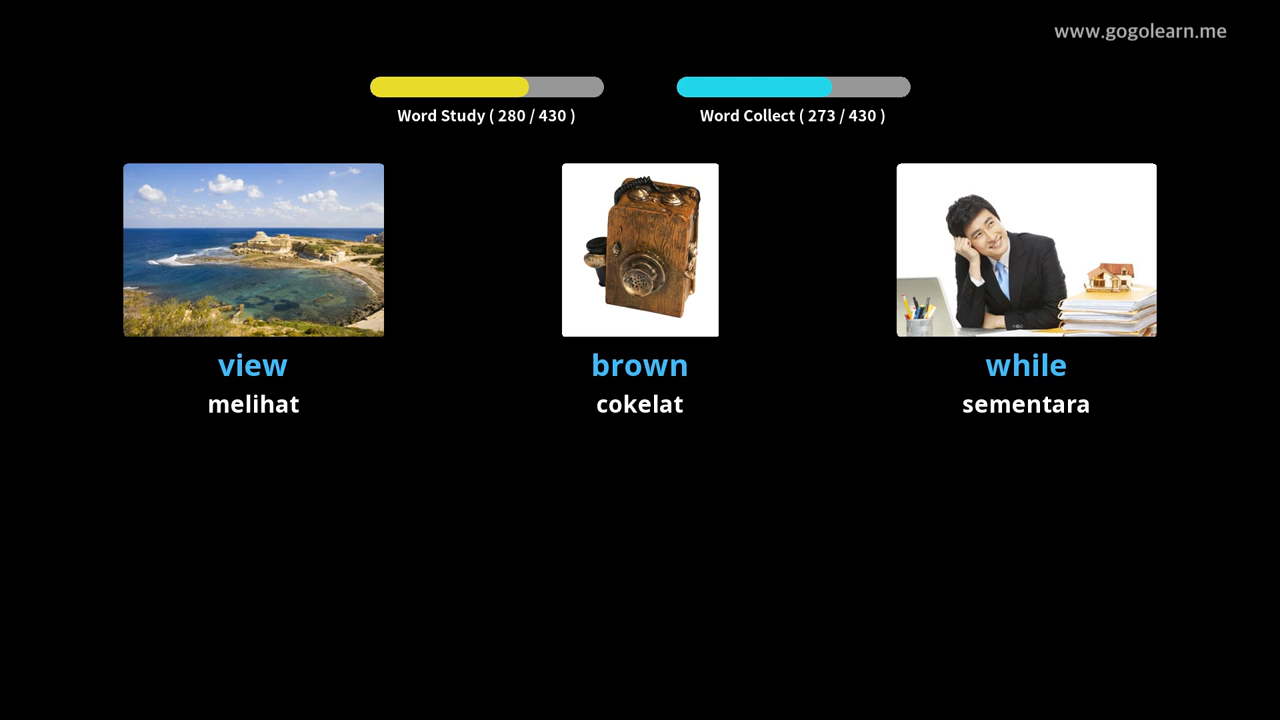 www.gogolearn.me
Word Study ( 280 / 430 )
Word Collect ( 273 / 430 )
view
melihat
brown
cokelat
while
sementara